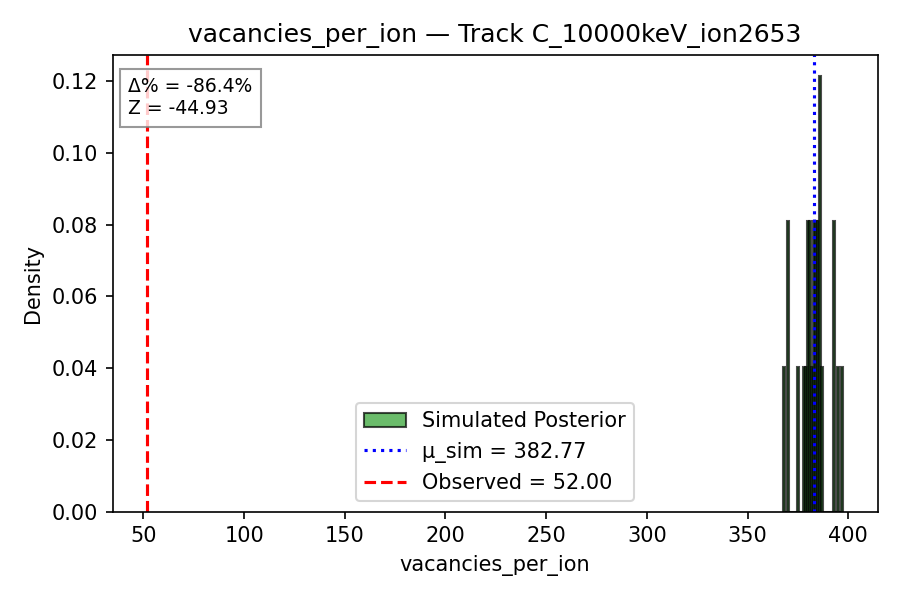 vacancies_per_ion — Track C_10000keV_ion2653
Δ% = -86.4%
Z = -44.93
0.12
0.10
0.08
0.06
0.04
0.02
0.00
Density
Simulated Posterior
μ_sim = 382.77
Observed = 52.00
50 100 150 200 250 300 350 400
vacancies_per_ion